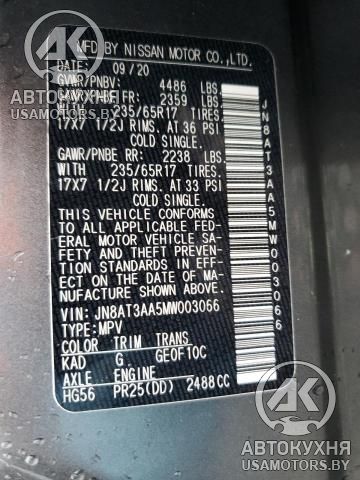 MFD BY NISSAN MOTOR CO.,LTD.
09/20
GVWR/PNBV: 4486 LBS.
GAWR/PNBE FR: 2359 LBS.
WITH 235/65R17 TIRES,
17X7 1/2J RIMS. AT 36 PSI
COLD SINGLE.
GAWR/PNBE RR: 2238 LBS.
WITH 235/65R17 TIRES,
17X7 1/2J RIMS. AT 33 PSI
COLD SINGLE.
THIS VEHICLE CONFORMS
TO ALL APPLICABLE FED-
ERAL MOTOR VEHICLE SA-
FETY AND THEFT PREVEN-
TION STANDARDS IN EFF-
ECT ON THE DATE OF MA-
NUFACTURE SHOWN ABOVE.
VIN: JN8AT3AA5MW003066
TYPE:MPV
COLOR TRIM TRANS
KAD G GE0F10C
AXLE ENGINE
HG56 PR25(DD) 2488CC
JN8AT3AA5MW003066
АК
АВТОКУХНЯ
USAMOTORS.BY
АК
АВТОКУХНЯ
USAMOTORS.BY